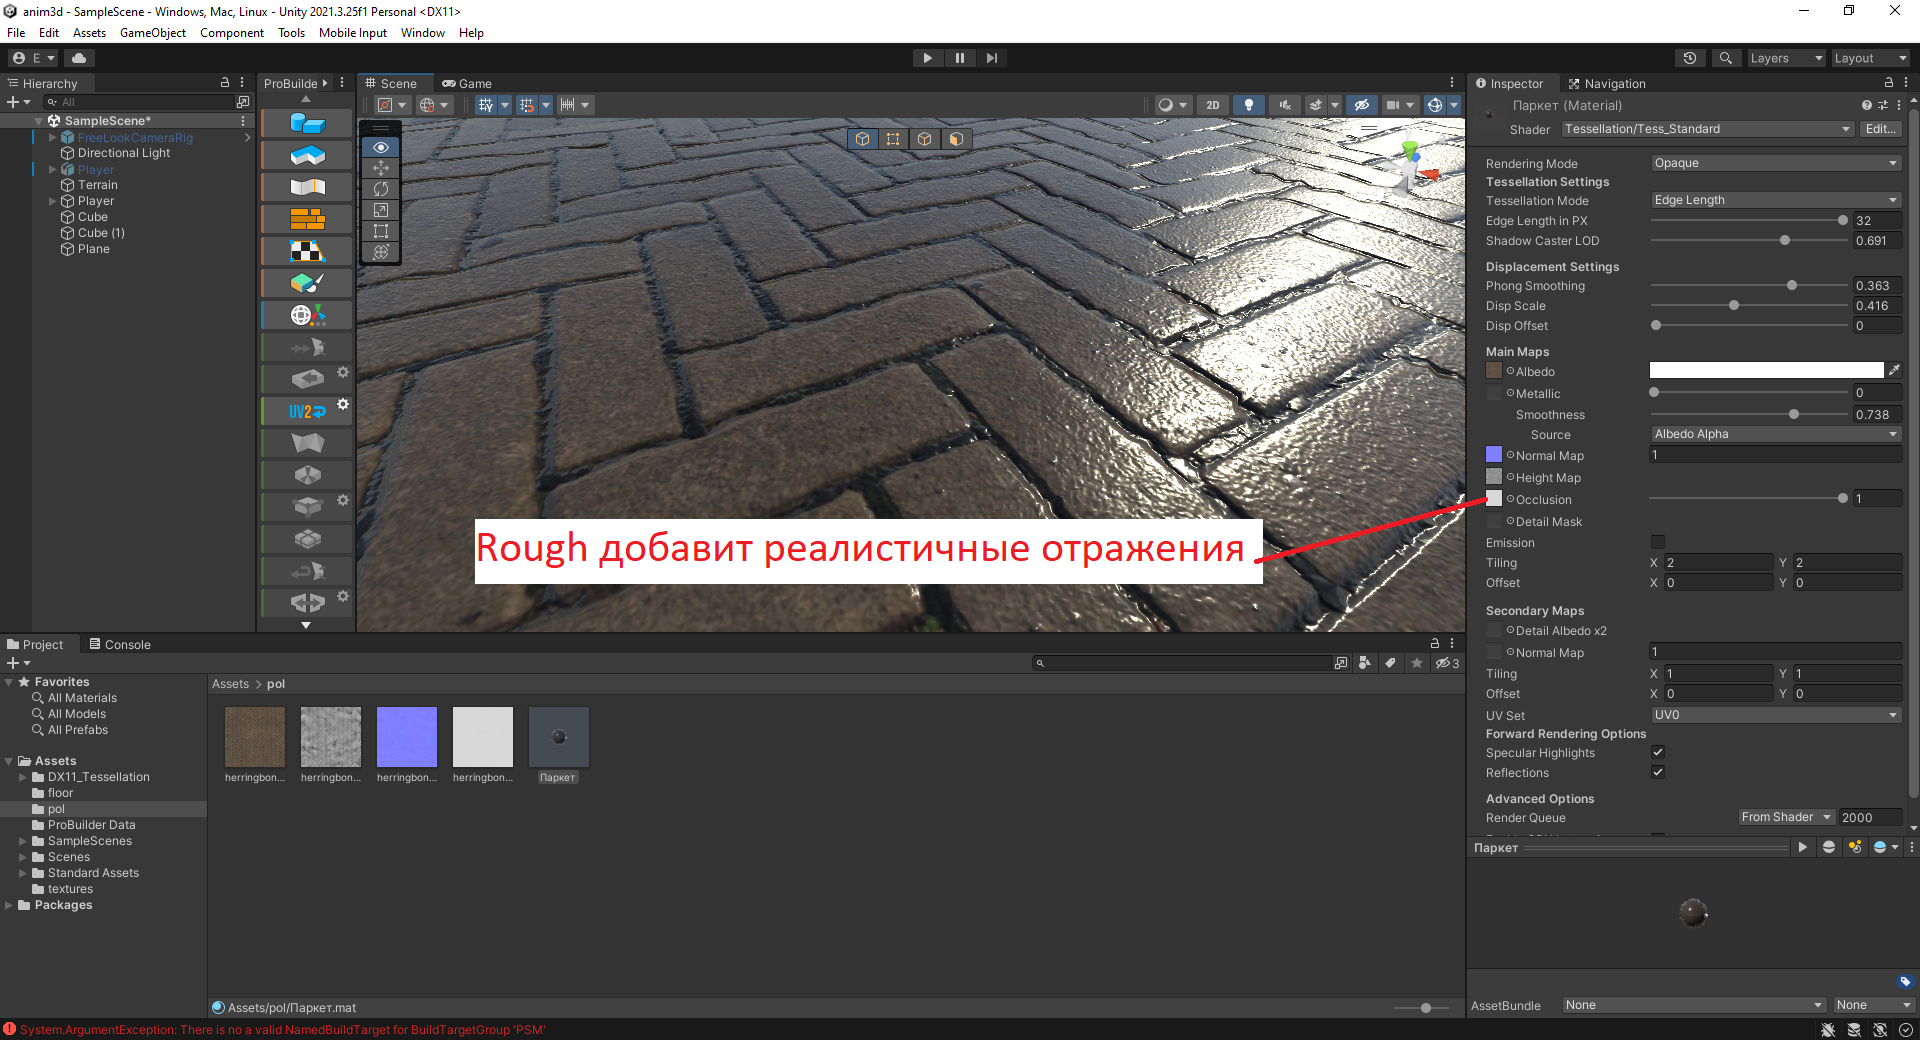 anim3d - SampleScene - Windows, Mac, Linux - Unity 2021.3.25f1 Personal <DX11>
File Edit Assets GameObject Component Tools Mobile Input Window Help
E
Layers
Layout
Hierarchy
All
SampleScene*
FreeLookCameraRig
Directional Light
Player
Terrain
Player
Cube
Cube (1)
Plane
ProBuilde
UV2
Scene
Game
2D
Rough добавит реалистичные отражения
Inspector
Navigation
Паркет (Material)
Shader Tessellation/Tess_Standard Edit...
Rendering Mode Opaque
Tessellation Settings
Tessellation Mode Edge Length
Edge Length in PX 32
Shadow Caster LOD 0.691
Displacement Settings
Phong Smoothing 0.363
Disp Scale 0.416
Disp Offset 0
Main Maps
Albedo
Metallic 0
Smoothness 0.738
Source Albedo Alpha
Normal Map 1
Height Map
Occlusion 1
Detail Mask
Emission
Tiling X 2 Y 2
Offset X 0 Y 0
Secondary Maps
Detail Albedo x2
Normal Map 1
Tiling X 1 Y 1
Offset X 0 Y 0
UV Set UV0
Forward Rendering Options
Specular Highlights
Reflections
Advanced Options
Render Queue From Shader 2000
Паркет
AssetBundle None None
Project
Console
3
Favorites
All Materials
All Models
All Prefabs
Assets
DX11_Tessellation
floor
pol
ProBuilder Data
SampleScenes
Scenes
Standard Assets
textures
Packages
Assets > pol
herringbon... herringbon... herringbon... herringbon... Паркет
Assets/pol/Паркет.mat
System.ArgumentException: There is no a valid NamedBuildTarget for BuildTargetGroup 'PSM'